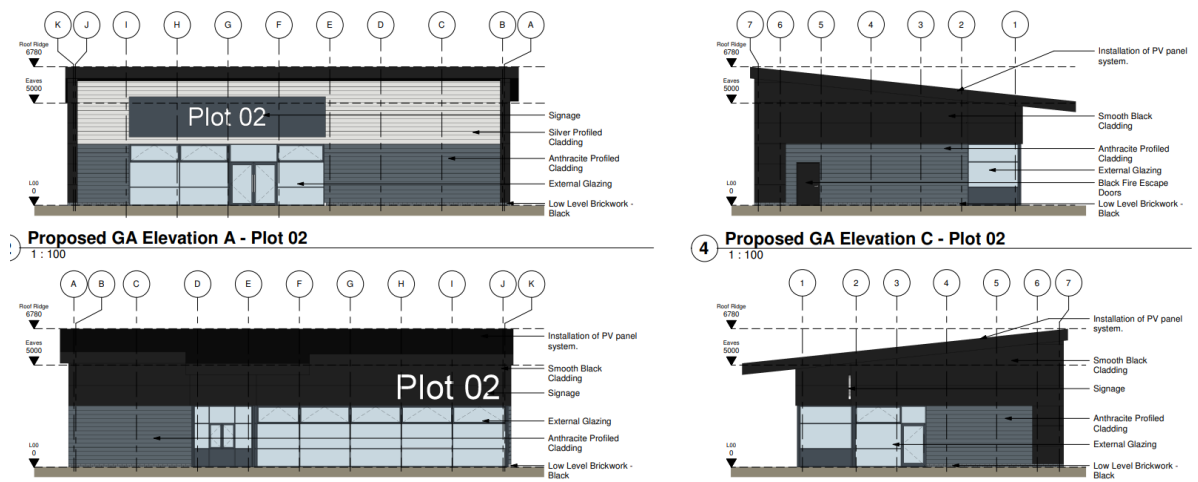 K J I H G F E D C B A
Roof Ridge
6780
Eaves
5000
L00
0
Plot 02
Signage
Silver Profiled
Cladding
Anthracite Profiled
Cladding
External Glazing
Low Level Brickwork -
Black
Proposed GA Elevation A - Plot 02
1 : 100
7 6 5 4 3 2 1
Roof Ridge
6780
Eaves
5000
L00
0
Installation of PV panel
system.
Smooth Black
Cladding
Anthracite Profiled
Cladding
External Glazing
Black Fire Escape
Doors
Low Level Brickwork -
Black
4
Proposed GA Elevation C - Plot 02
1 : 100
A B C D E F G H I J K
Roof Ridge
6780
Eaves
5000
L00
0
Plot 02
Installation of PV panel
system.
Smooth Black
Cladding
Signage
External Glazing
Anthracite Profiled
Cladding
Low Level Brickwork -
Black
1 2 3 4 5 6 7
Roof Ridge
6780
Eaves
5000
L00
0
Installation of PV panel
system.
Smooth Black
Cladding
Signage
Anthracite Profiled
Cladding
External Glazing
Low Level Brickwork -
Black